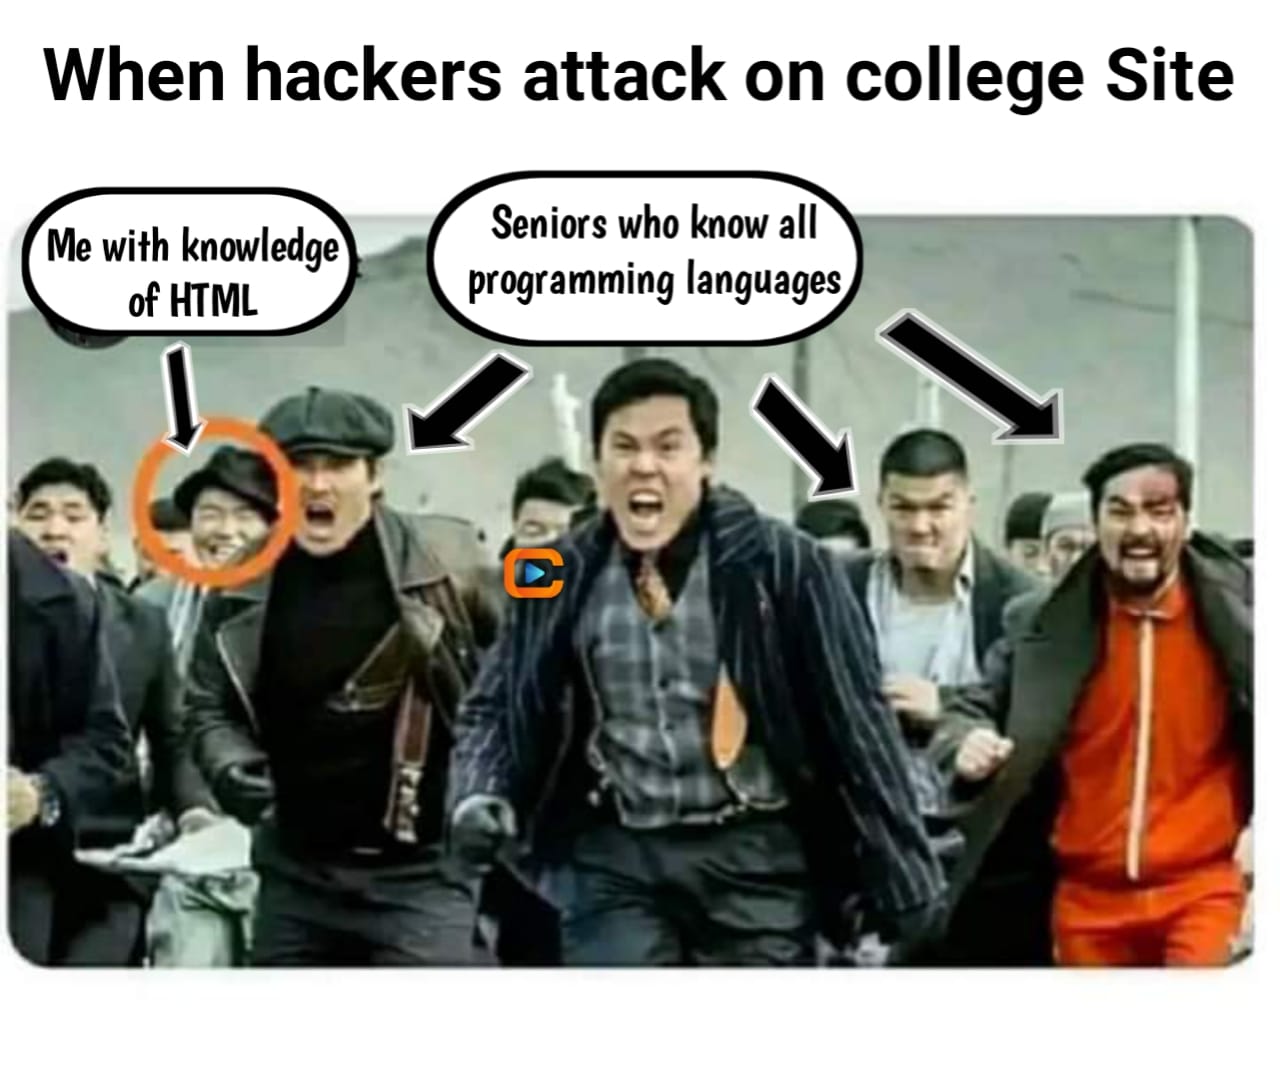 When hackers attack on college Site
Me with knowledge
of HTML
Seniors who know all
programming languages